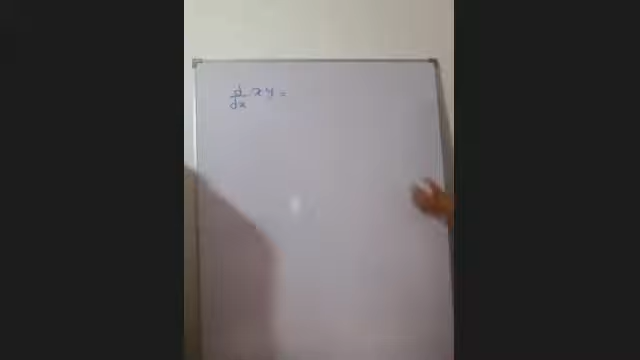 d/dx xy =